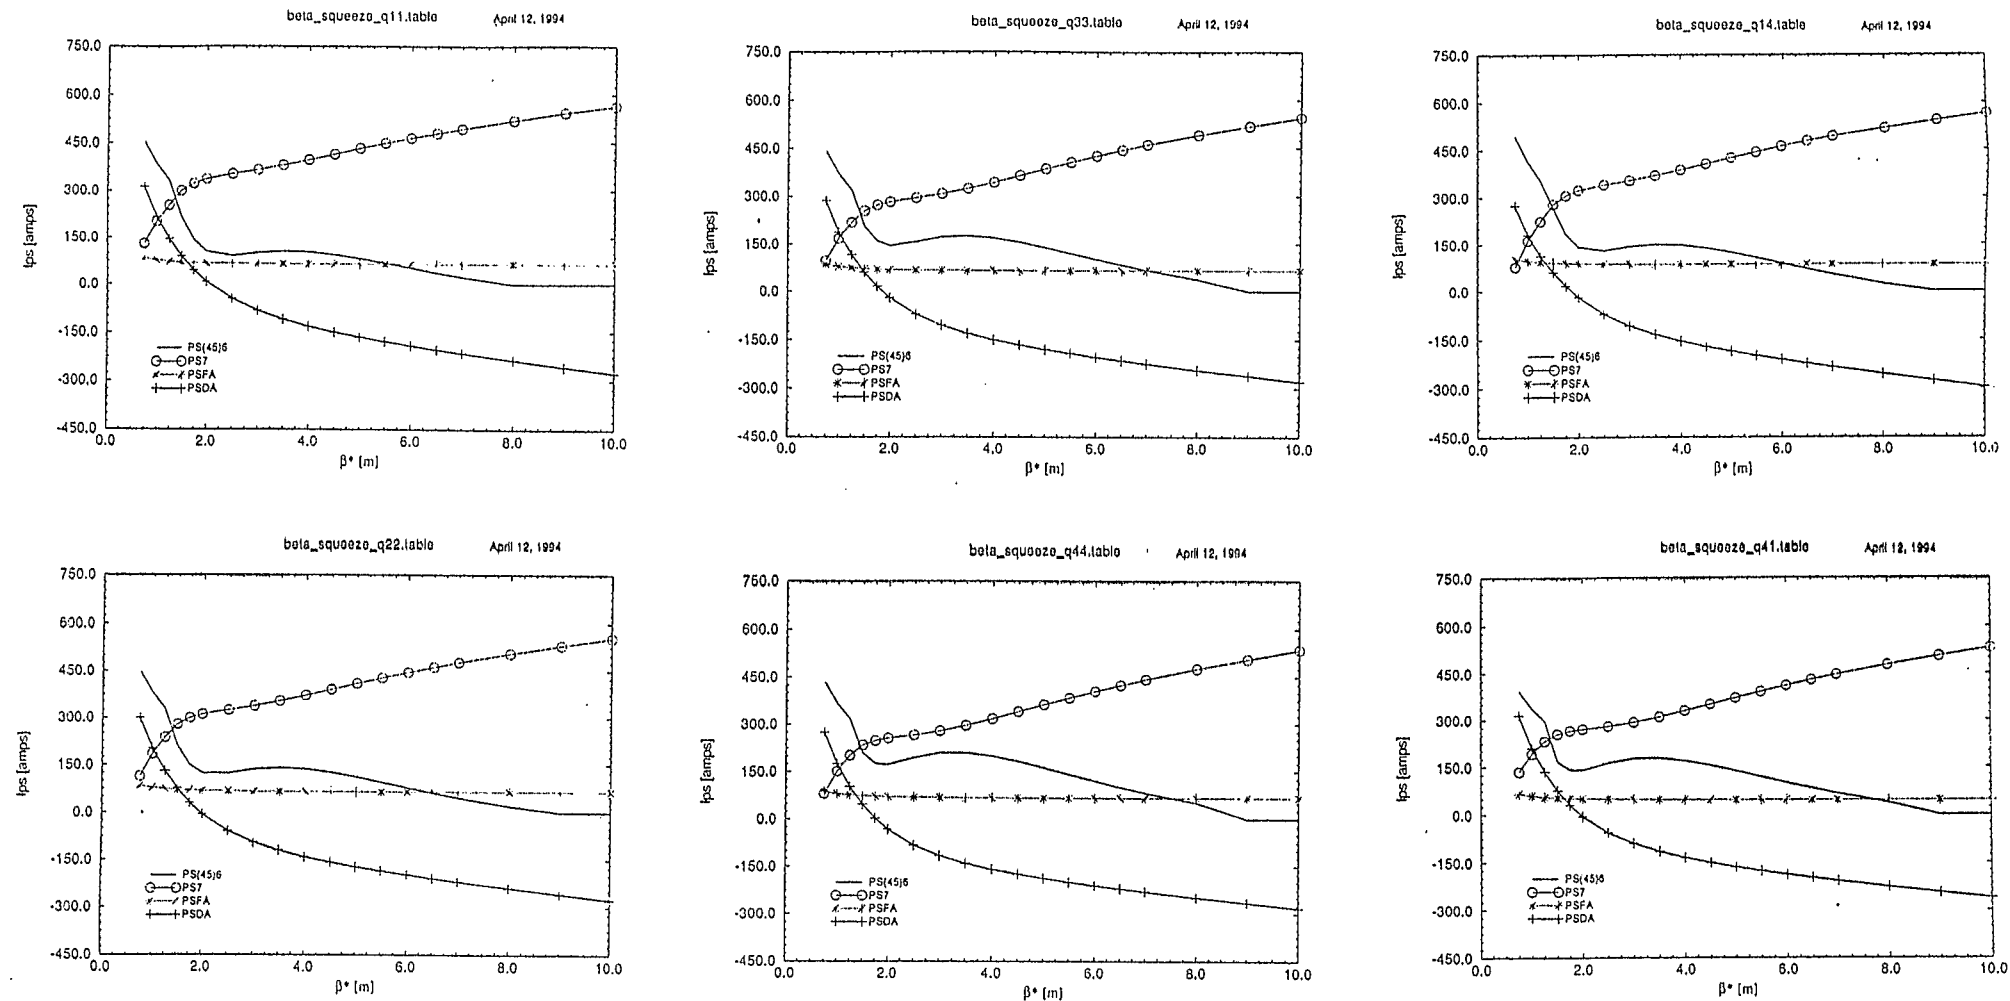 beta_squeeze_q11.table April 12, 1994
750.0
600.0
450.0
300.0
150.0
0.0
-150.0
-300.0
-450.0
Ips [amps]
PS(45)6
PS7
PSFA
PSDA
0.0 2.0 4.0 6.0 8.0 10.0
β* [m]
beta_squeeze_q33.table April 12, 1994
750.0
600.0
450.0
300.0
150.0
0.0
-150.0
-300.0
-450.0
Ips [amps]
PS(45)6
PS7
PSFA
PSDA
0.0 2.0 4.0 6.0 8.0 10.0
β* [m]
beta_squeeze_q14.table April 12, 1994
750.0
600.0
450.0
300.0
150.0
0.0
-150.0
-300.0
-450.0
Ips [amps]
PS(45)6
PS7
PSFA
PSDA
0.0 2.0 4.0 6.0 8.0 10.0
β* [m]
beta_squeeze_q22.table April 12, 1994
750.0
600.0
450.0
300.0
150.0
0.0
-150.0
-300.0
-450.0
Ips [amps]
PS(45)6
PS7
PSFA
PSDA
0.0 2.0 4.0 6.0 8.0 10.0
β* [m]
beta_squeeze_q44.table April 12, 1994
750.0
600.0
450.0
300.0
150.0
0.0
-150.0
-300.0
-450.0
Ips [amps]
PS(45)6
PS7
PSFA
PSDA
0.0 2.0 4.0 6.0 8.0 10.0
β* [m]
beta_squeeze_q41.table April 12, 1994
750.0
600.0
450.0
300.0
150.0
0.0
-150.0
-300.0
-450.0
Ips [amps]
PS(45)6
PS7
PSFA
PSDA
0.0 2.0 4.0 6.0 8.0 10.0
β* [m]